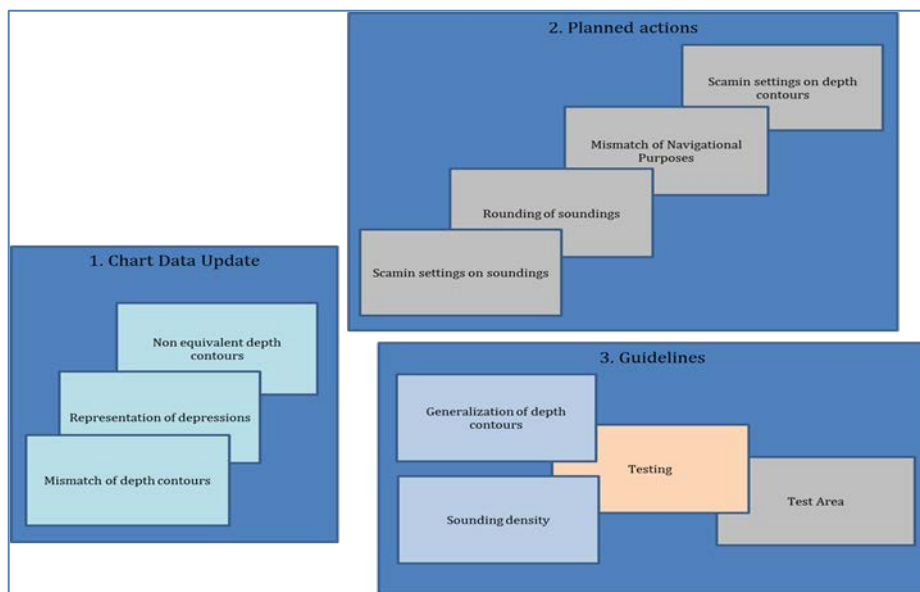 2. Planned actions
Scamin settings on depth
contours
Mismatch of Navigational
Purposes
Rounding of soundings
Scamin settings on soundings
1. Chart Data Update
Non equivalent depth
contours
Representation of depressions
Mismatch of depth contours
3. Guidelines
Generalization of depth
contours
Testing
Test Area
Sounding density